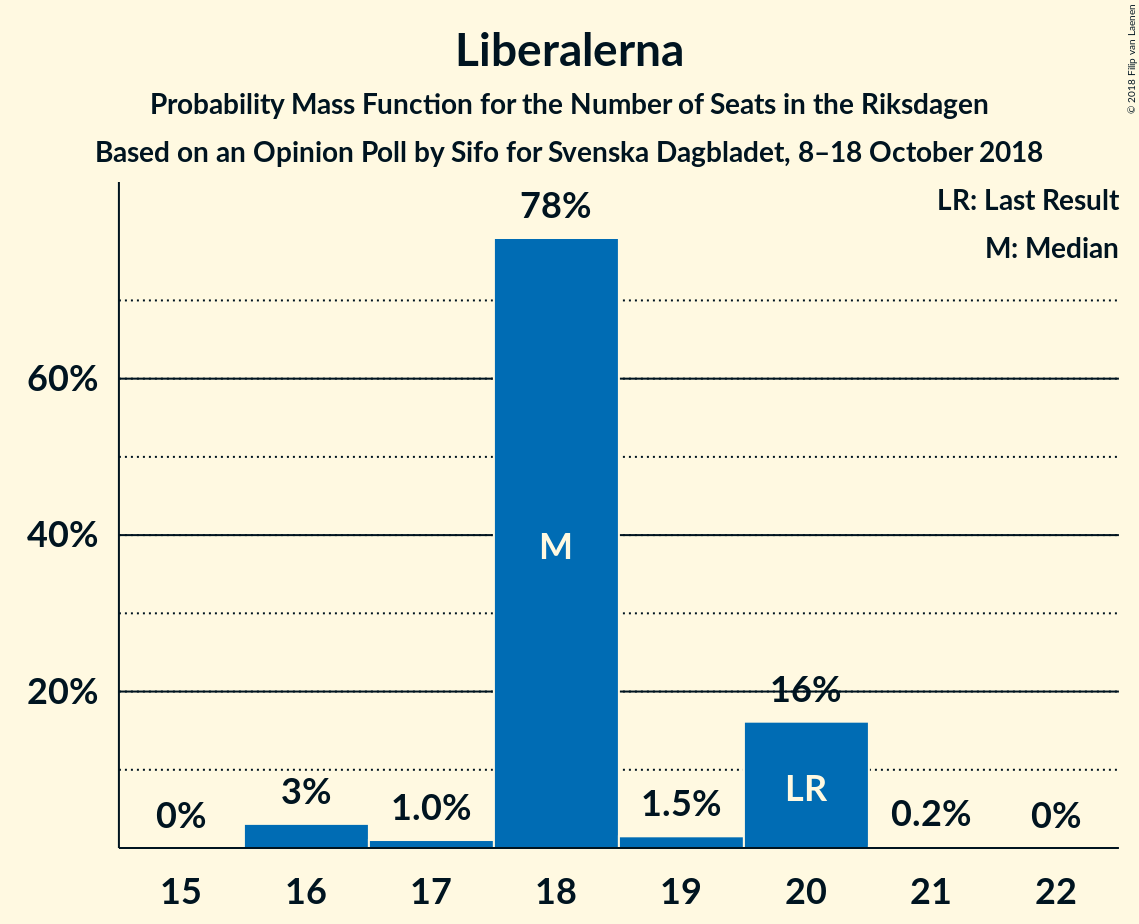 Liberalerna
Probability Mass Function for the Number of Seats in the Riksdagen
Based on an Opinion Poll by Sifo for Svenska Dagbladet, 8–18 October 2018
© 2018 Filip van Laenen
LR: Last Result
M: Median
78%
60%
40%
M
20%
16%
LR
0%
3%
1.0%
1.5%
0.2%
0%
15 16 17 18 19 20 21 22